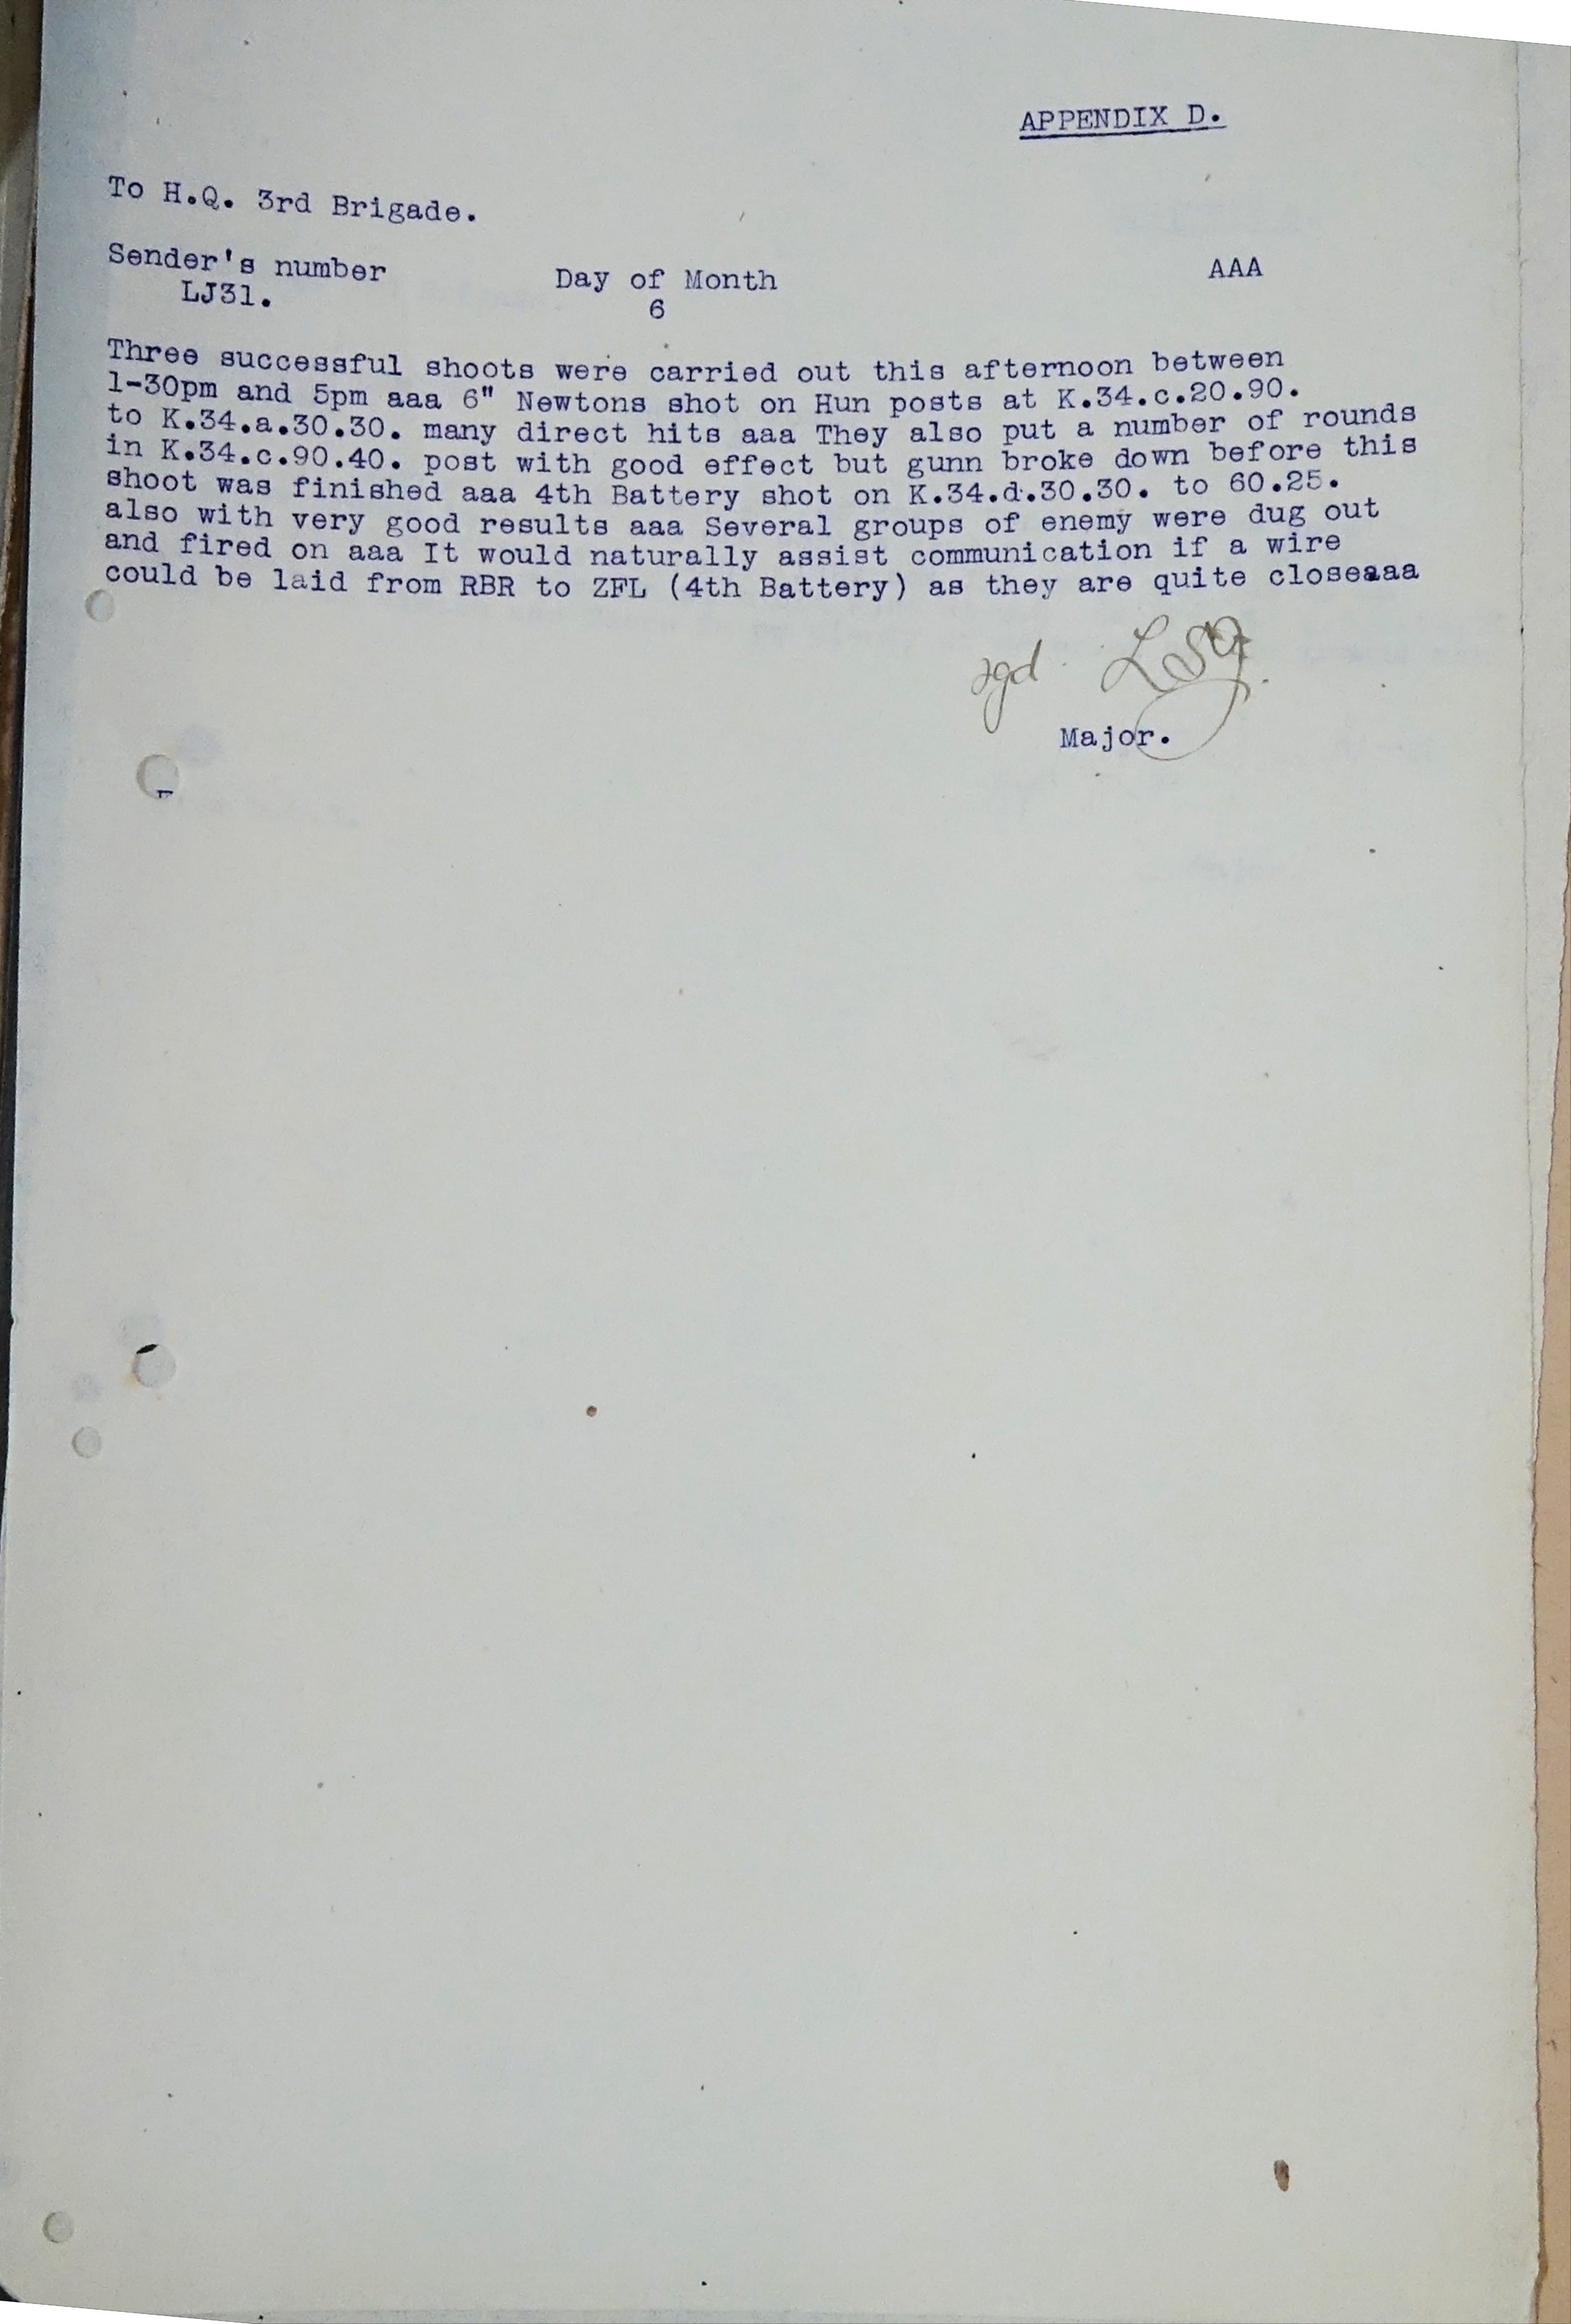 APPENDIX D.
To H.Q. 3rd Brigade.
Sender's number Day of Month AAA
LJ31. 6
Three successful shoots were carried out this afternoon between
1-30pm and 5pm aaa 6" Newtons shot on Hun posts at K.34.c.20.90.
to K.34.a.30.30. many direct hits aaa They also put a number of rounds
in K.34.c.90.40. post with good effect but gunn broke down before this
shoot was finished aaa 4th Battery shot on K.34.d.30.30. to 60.25.
also with very good results aaa Several groups of enemy were dug out
and fired on aaa It would naturally assist communication if a wire
could be laid from RBR to ZFL (4th Battery) as they are quite closeaaa
sgd
Major.